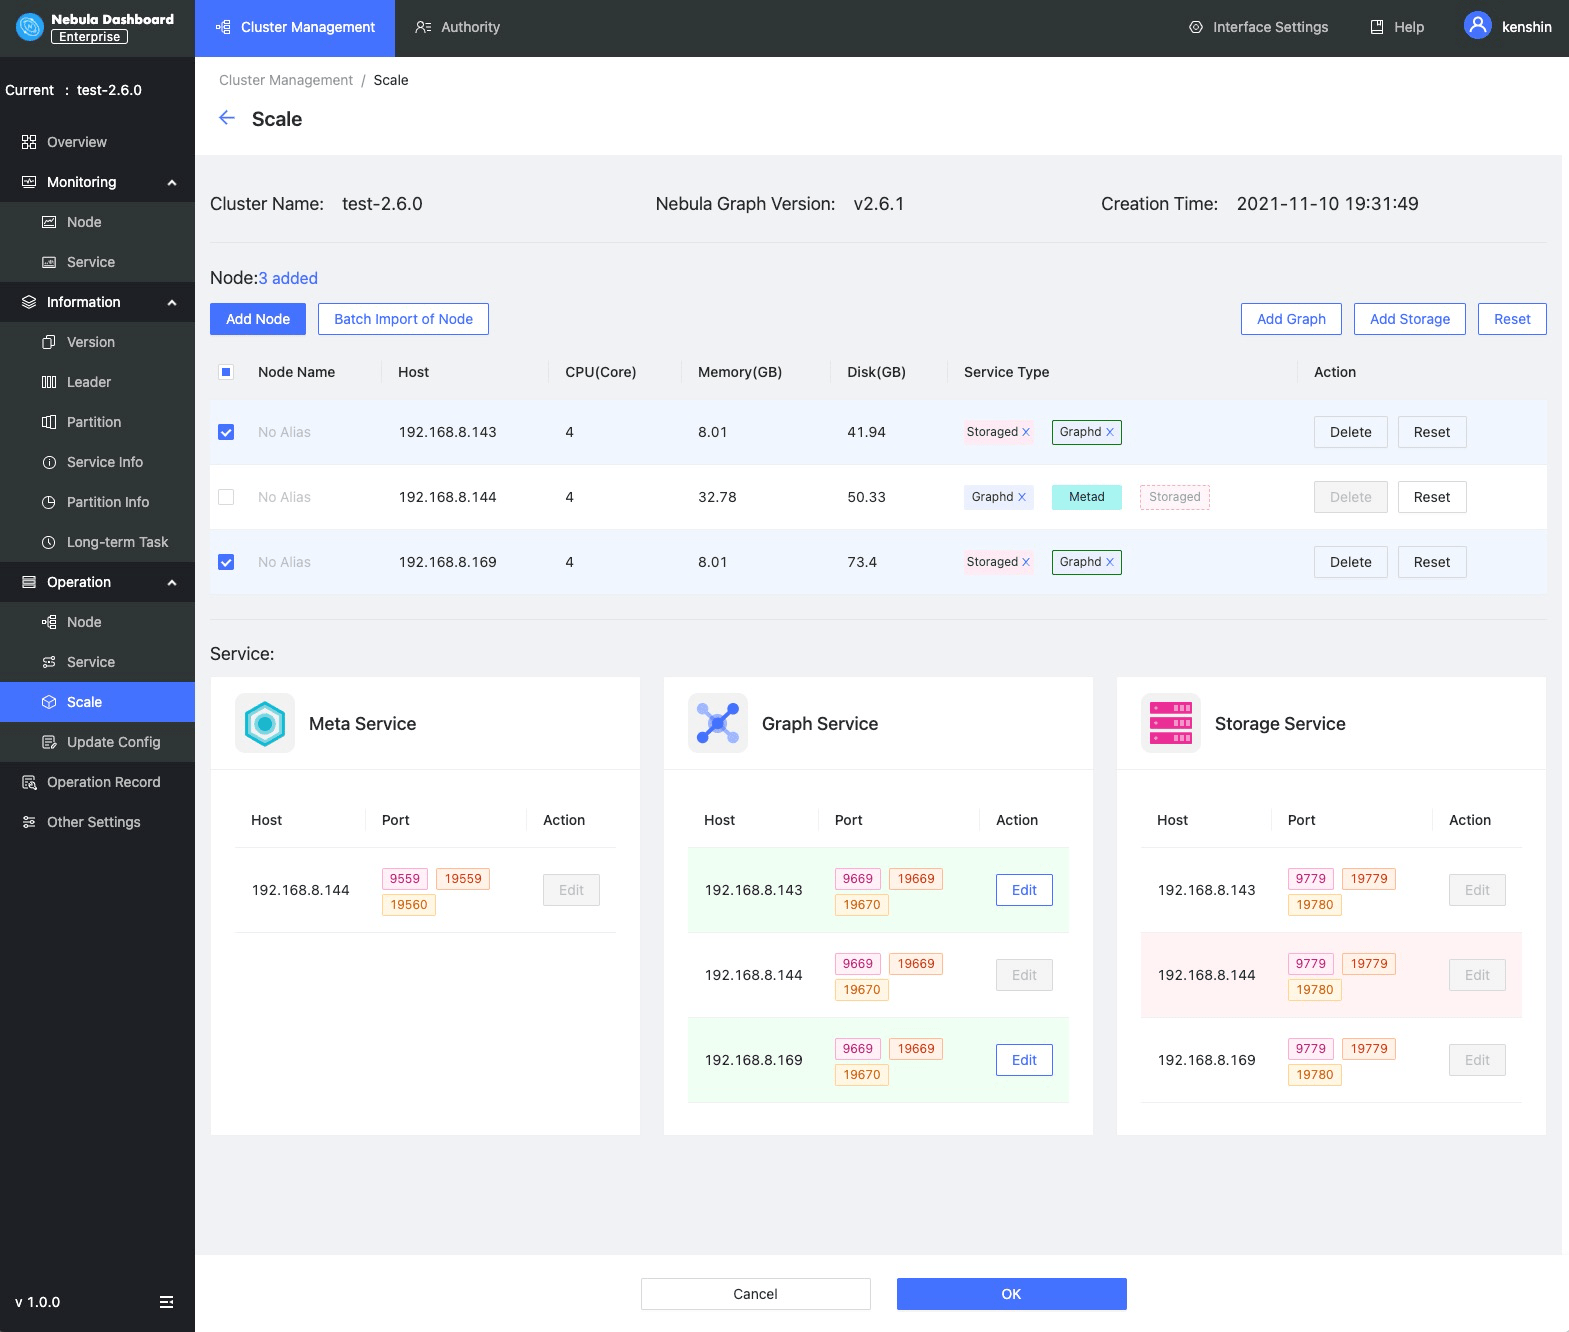 Nebula Dashboard
Enterprise
Cluster Management
Authority
Interface Settings
Help
kenshin
Current : test-2.6.0
Overview
Monitoring
Node
Service
Information
Version
Leader
Partition
Service Info
Partition Info
Long-term Task
Operation
Node
Service
Scale
Update Config
Operation Record
Other Settings
v 1.0.0
Cluster Management / Scale
Scale
Cluster Name: test-2.6.0 Nebula Graph Version: v2.6.1 Creation Time: 2021-11-10 19:31:49
Node:3 added
Add Node Batch Import of Node Add Graph Add Storage Reset
Node Name Host CPU(Core) Memory(GB) Disk(GB) Service Type Action
No Alias 192.168.8.143 4 8.01 41.94 Storaged × Graphd × Delete Reset
No Alias 192.168.8.144 4 32.78 50.33 Graphd × Metad Storaged Delete Reset
No Alias 192.168.8.169 4 8.01 73.4 Storaged × Graphd × Delete Reset
Service:
Meta Service
Host Port Action
192.168.8.144 9559 19559 Edit
19560
Graph Service
Host Port Action
192.168.8.143 9669 19669 Edit
19670
192.168.8.144 9669 19669 Edit
19670
192.168.8.169 9669 19669 Edit
19670
Storage Service
Host Port Action
192.168.8.143 9779 19779 Edit
19780
192.168.8.144 9779 19779 Edit
19780
192.168.8.169 9779 19779 Edit
19780
Cancel OK